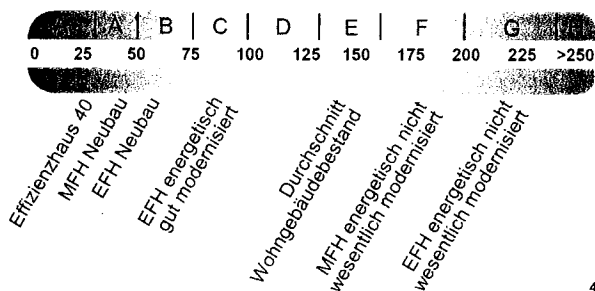 A+ A B C D E F G H
0 25 50 75 100 125 150 175 200 225 >250
Effizienzhaus 40
MFH Neubau
EFH Neubau
EFH energetisch
gut modernisiert
Durchschnitt
Wohngebäudebestand
MFH energetisch nicht
wesentlich modernisiert
EFH energetisch nicht
wesentlich modernisiert
4